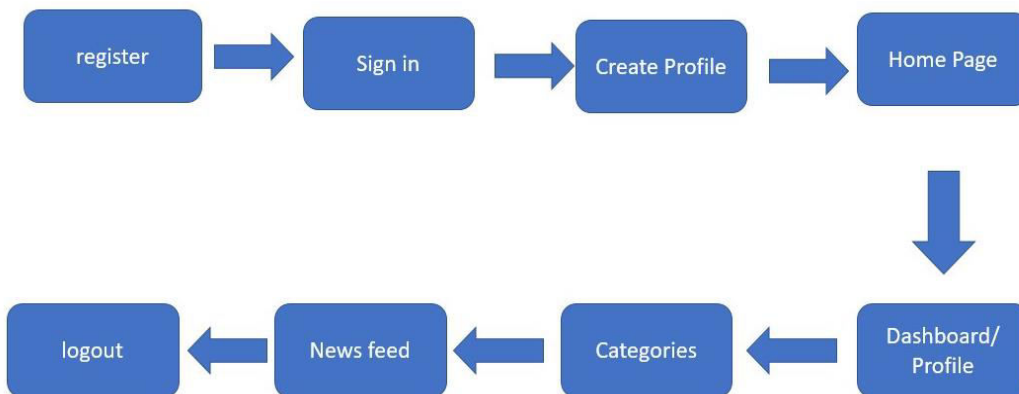 register
Sign in
Create Profile
Home Page
Dashboard/
Profile
Categories
News feed
logout